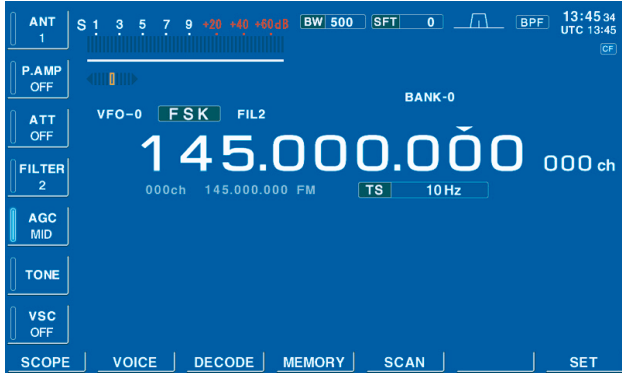 ANT
1
S 1 3 5 7 9 +20 +40 +60dB
BW 500
SFT 0
BPF
13:45 34
UTC 13:45
CF
P.AMP
OFF
BANK-0
VFO-0 FSK FIL2
ATT
OFF
145.000.000 000 ch
FILTER
2
000ch 145.000.000 FM
TS 10Hz
AGC
MID
TONE
VSC
OFF
SCOPE VOICE DECODE MEMORY SCAN SET